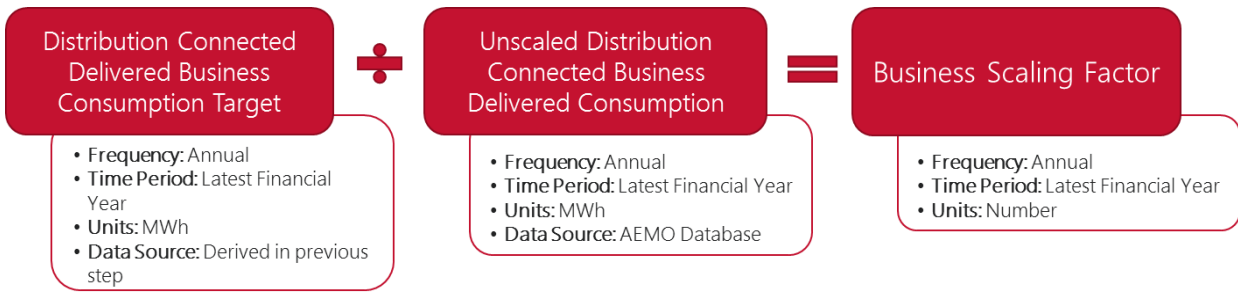 Distribution Connected
Delivered Business
Consumption Target
÷
Unscaled Distribution
Connected Business
Delivered Consumption
=
Business Scaling Factor
• Frequency: Annual
• Time Period: Latest Financial
Year
• Units: MWh
• Data Source: Derived in previous
step
• Frequency: Annual
• Time Period: Latest Financial Year
• Units: MWh
• Data Source: AEMO Database
• Frequency: Annual
• Time Period: Latest Financial Year
• Units: Number